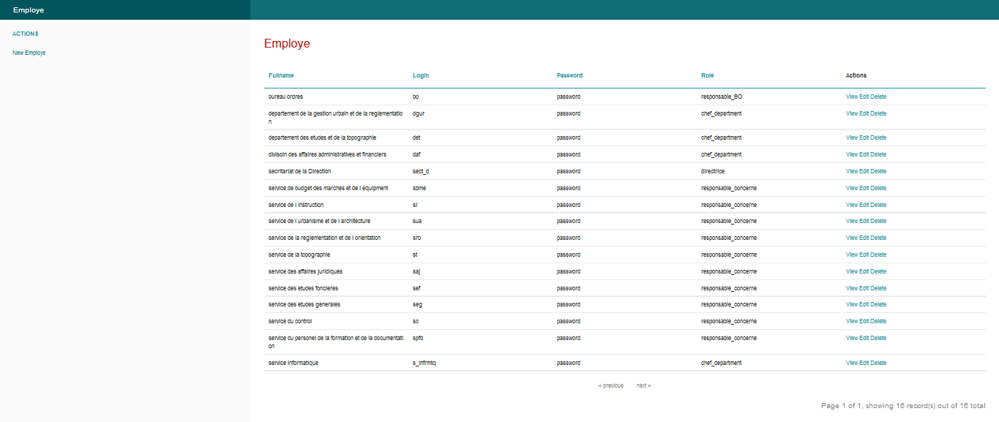 Employe
ACTIONS
New Employe
Employe
Fullname Login Password Role Actions
bureau ordres bo password responsable_BO View Edit Delete
departement de la gestion urbain et de la reglementatio dgur password chef_department View Edit Delete
n
departement des etudes et de la topographie det password chef_department View Edit Delete
divisoin des affaires administratives et financiers daf password chef_department View Edit Delete
secritariat de la Direction sect_d password directrice View Edit Delete
service de budget des marches et de l equipment sbme password responsable_concerne View Edit Delete
service de l instruction si password responsable_concerne View Edit Delete
service de l urbanisme et de l architecture sua password responsable_concerne View Edit Delete
service de la reglementation et de l orientation sro password responsable_concerne View Edit Delete
service de la topographie st password responsable_concerne View Edit Delete
service des affaires juridiques saj password responsable_concerne View Edit Delete
service des etudes foncieres sef password responsable_concerne View Edit Delete
service des etudes generales seg password responsable_concerne View Edit Delete
service du control sc password responsable_concerne View Edit Delete
service du personel de la formation et de la documentati spfd password responsable_concerne View Edit Delete
on
service informatique s_infrmtq password chef_department View Edit Delete
< previous next >
Page 1 of 1, showing 16 record(s) out of 16 total